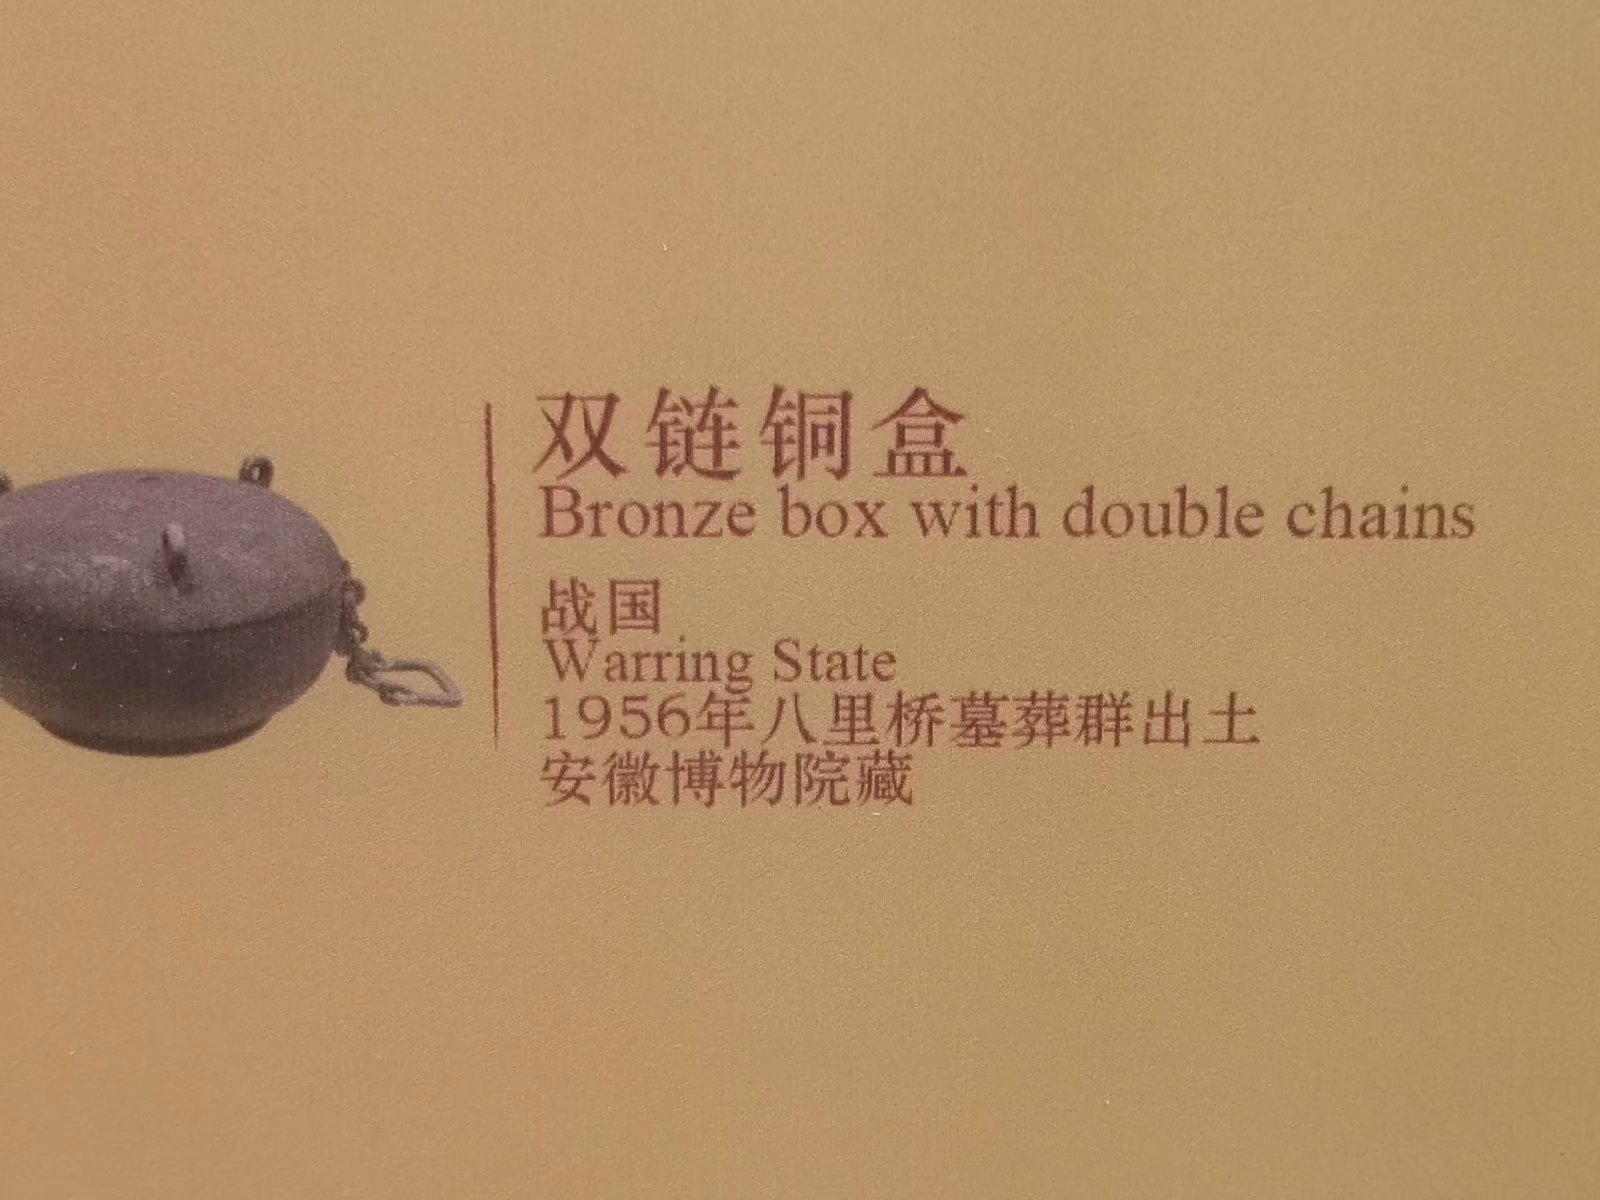 双链铜盒
Bronze box with double chains
战国
Warring State
1956年八里桥墓葬群出土
安徽博物院藏